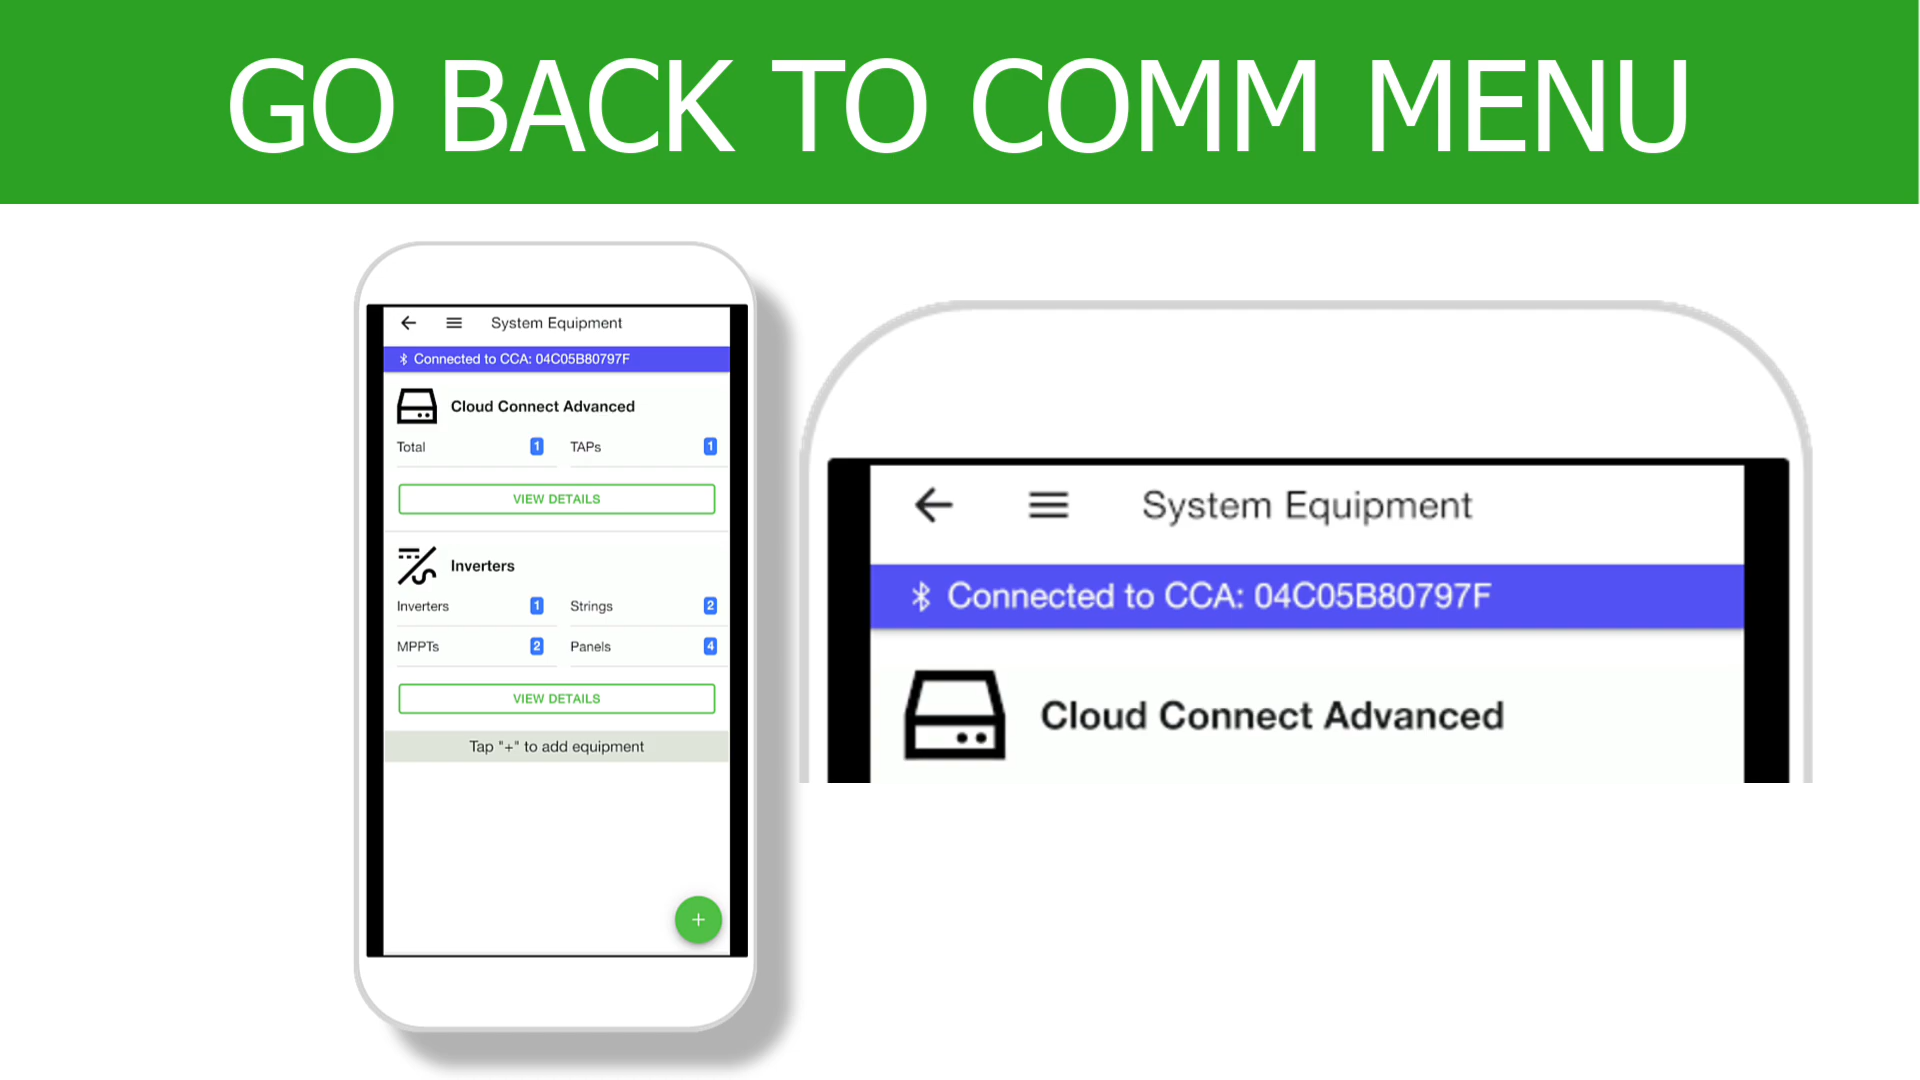 GO BACK TO COMM MENU
System Equipment
Connected to CCA: 04C05B80797F
Cloud Connect Advanced
Total 1 TAPs 1
VIEW DETAILS
Inverters
Inverters 1 Strings 2
MPPTs 2 Panels 4
VIEW DETAILS
Tap "+" to add equipment
+
System Equipment
Connected to CCA: 04C05B80797F
Cloud Connect Advanced